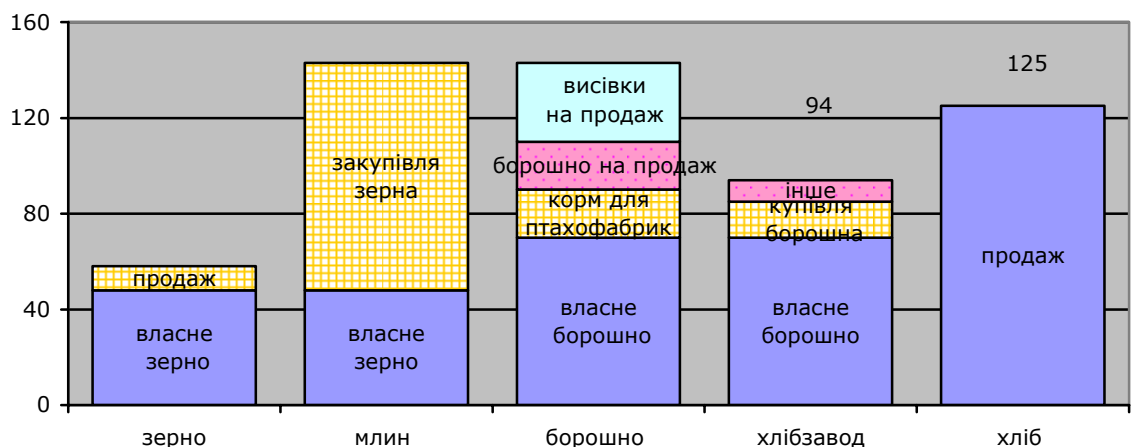 160
120
80
40
0
продаж
власне
зерно
закупівля
зерна
власне
зерно
висівки
на продаж
борошно на продаж
корм для
птахофабрик
власне
борошно
94
інше
купівля
борошна
власне
борошно
125
продаж
зерно
млин
борошно
хлібзавод
хліб